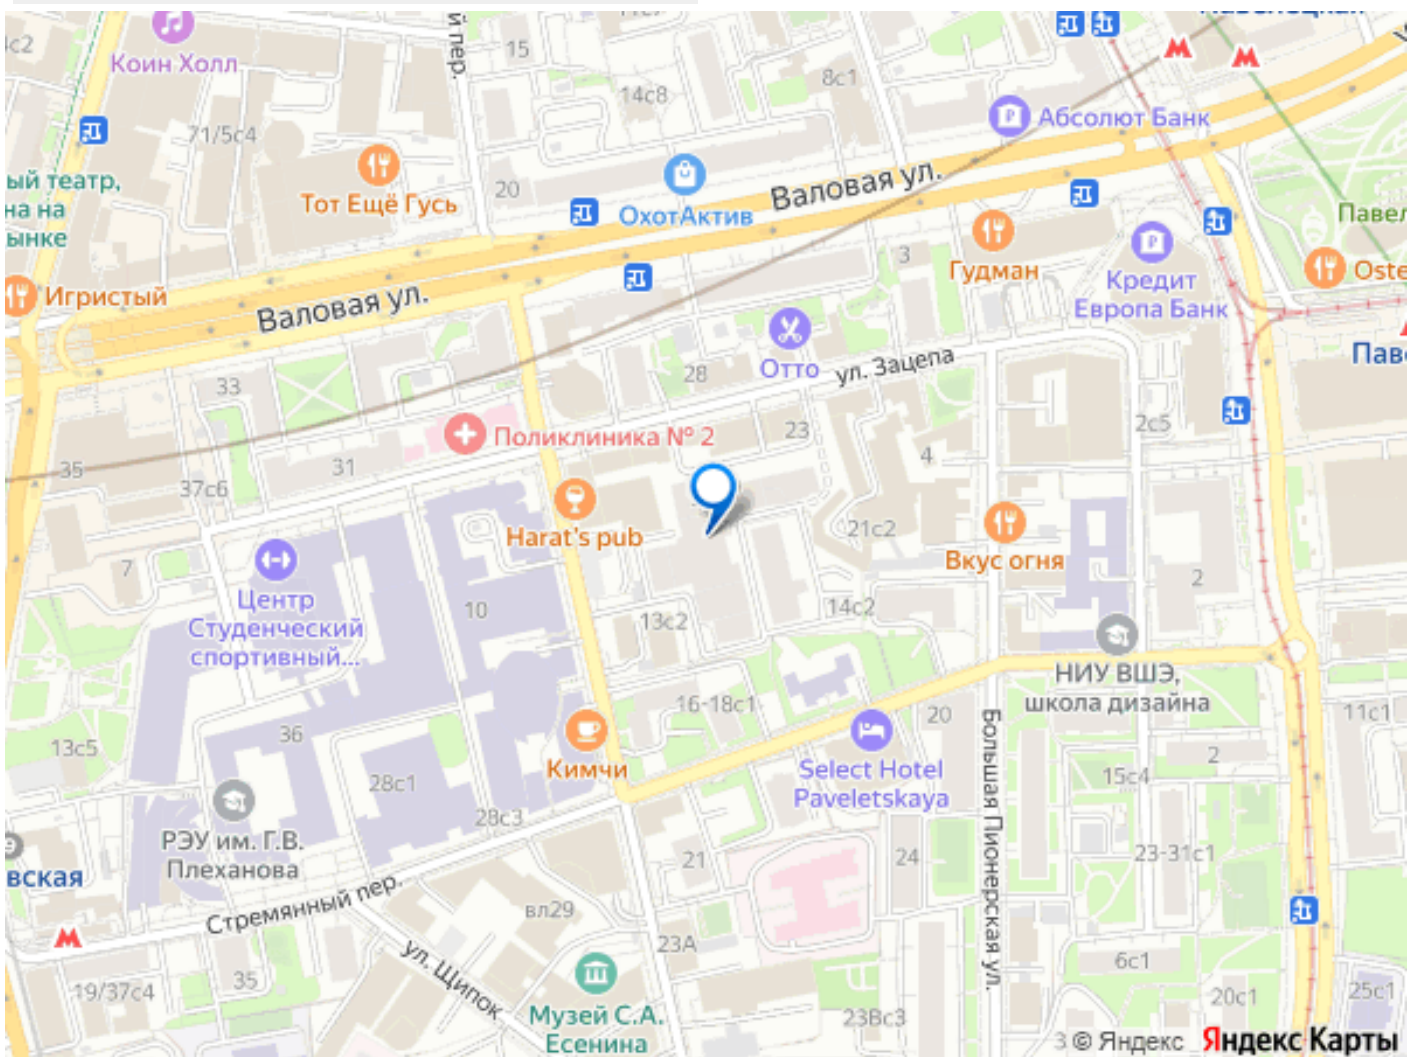 й пер.
15
8с1
Коин Холл
14с8
71/5с4
Абсолют Банк
ый театр,
на на
ынке
Тот Ещё Гусь
20
ОхотАктив
Валовая ул.
Павел
Игристый
Валовая ул.
3
Гудман
Кредит
Европа Банк
Oste
Пав
33
28
Отто
ул. Зацепа
Поликлиника № 2
23
2с5
35
31
37с6
4
Harat's pub
21с2
Вкус огня
7
Центр
Студенческий
спортивный...
10
13с2
14с2
2
НИУ ВШЭ,
школа дизайна
16-18с1
20
11с1
13с5
36
Кимчи
Select Hotel
Paveletskaya
Большая Пионерская ул.
2
15с4
28с1
28с3
РЭУ им. Г.В.
Плеханова
21
24
23-31с1
вская
Стремянный пер.
вл29
23А
ул. Щипок
6с1
19/37с4
35
Музей С.А.
Есенина
23Вс3
20с1
25с1
3
© Яндекс Яндекс Карты